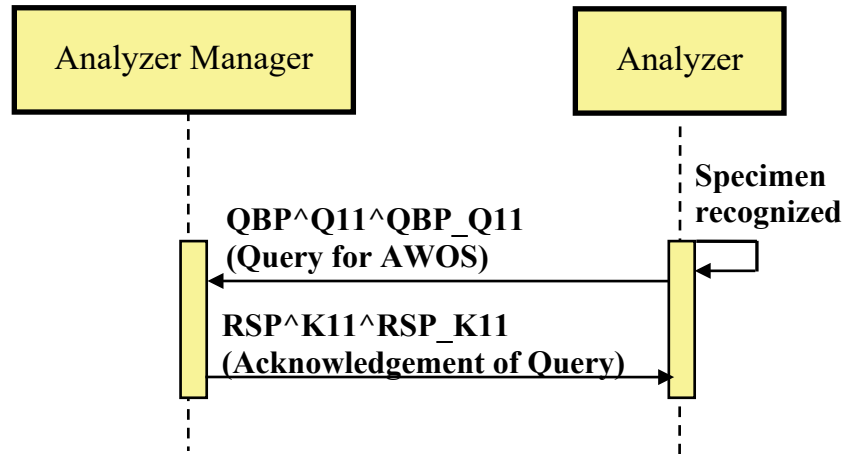 Analyzer Manager
Analyzer
Specimen
recognized
QBP^Q11^QBP_Q11
(Query for AWOS)
RSP^K11^RSP_K11
(Acknowledgement of Query)